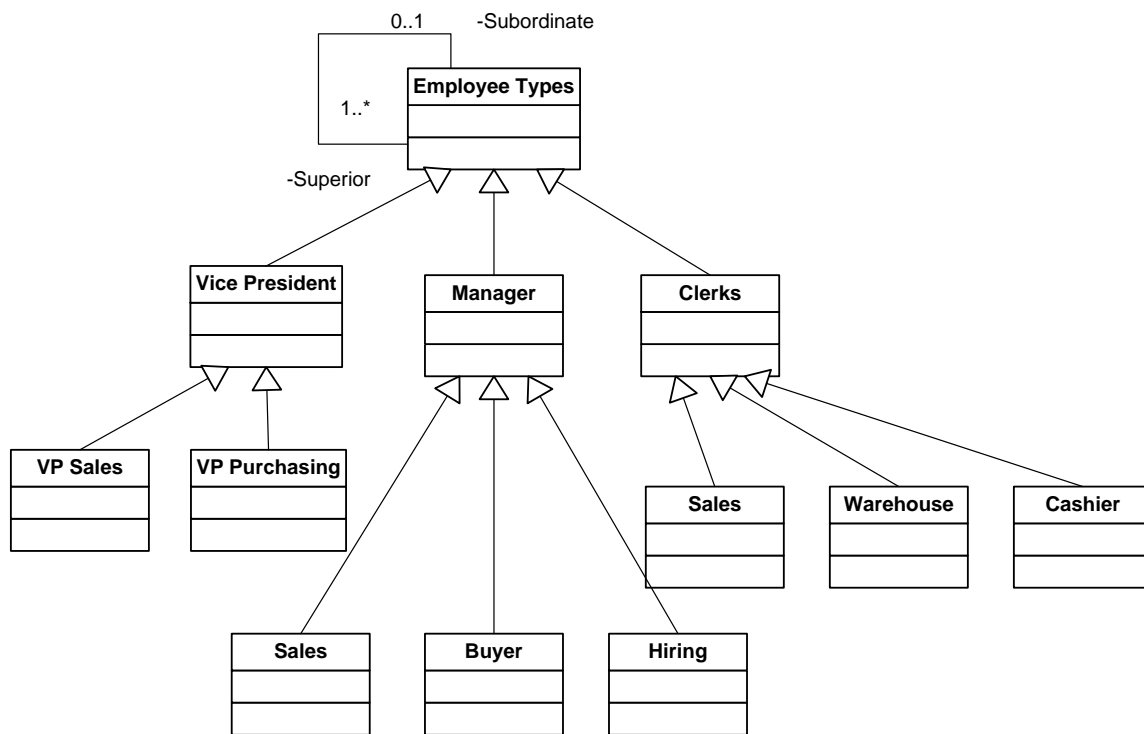 0..1 -Subordinate
Employee Types
1..*
-Superior
Vice President
Manager
Clerks
VP Sales
VP Purchasing
Sales
Warehouse
Cashier
Sales
Buyer
Hiring